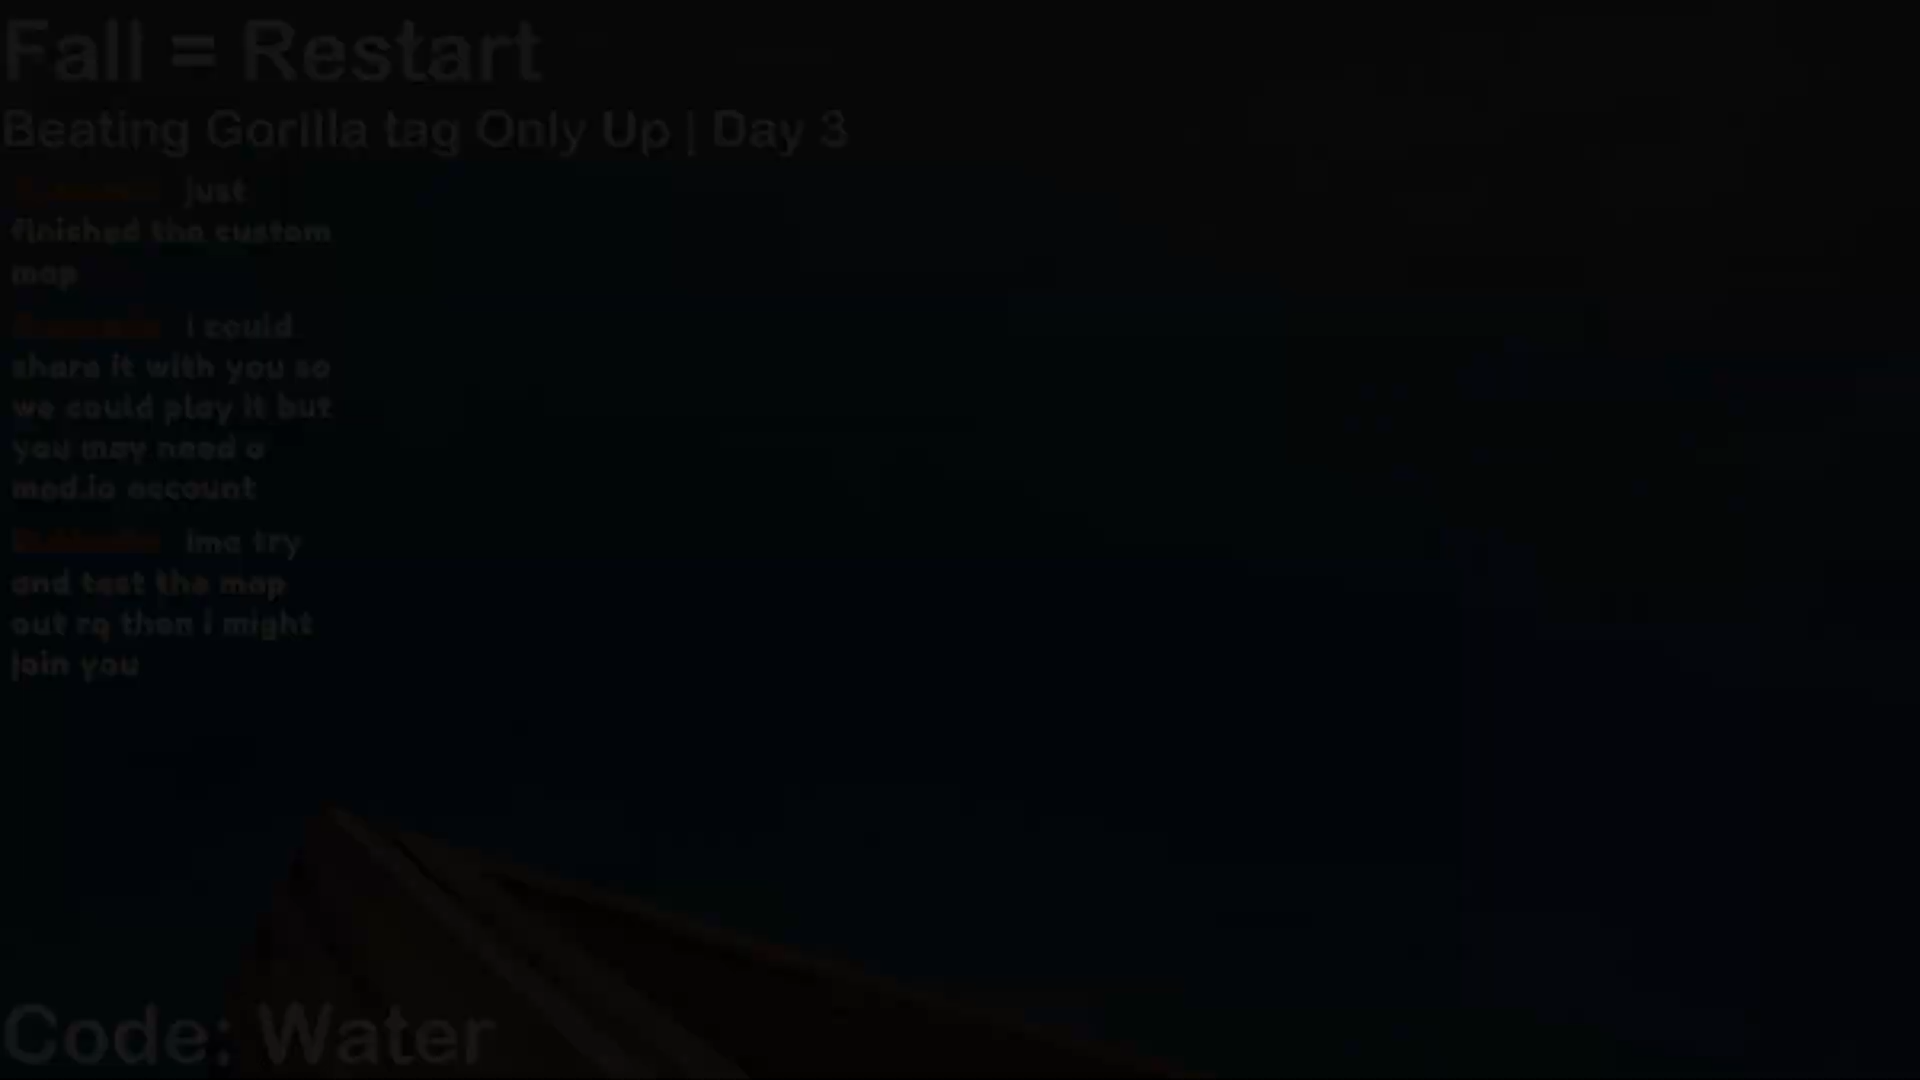 Fall = Restart
Beating Gorilla tag Only Up | Day 3
just
finished the custom
map
i could
share it with you so
we could play it but
you may need a
mod.io account
ima try
and test the map
out rq then i might
join you
Code: Water